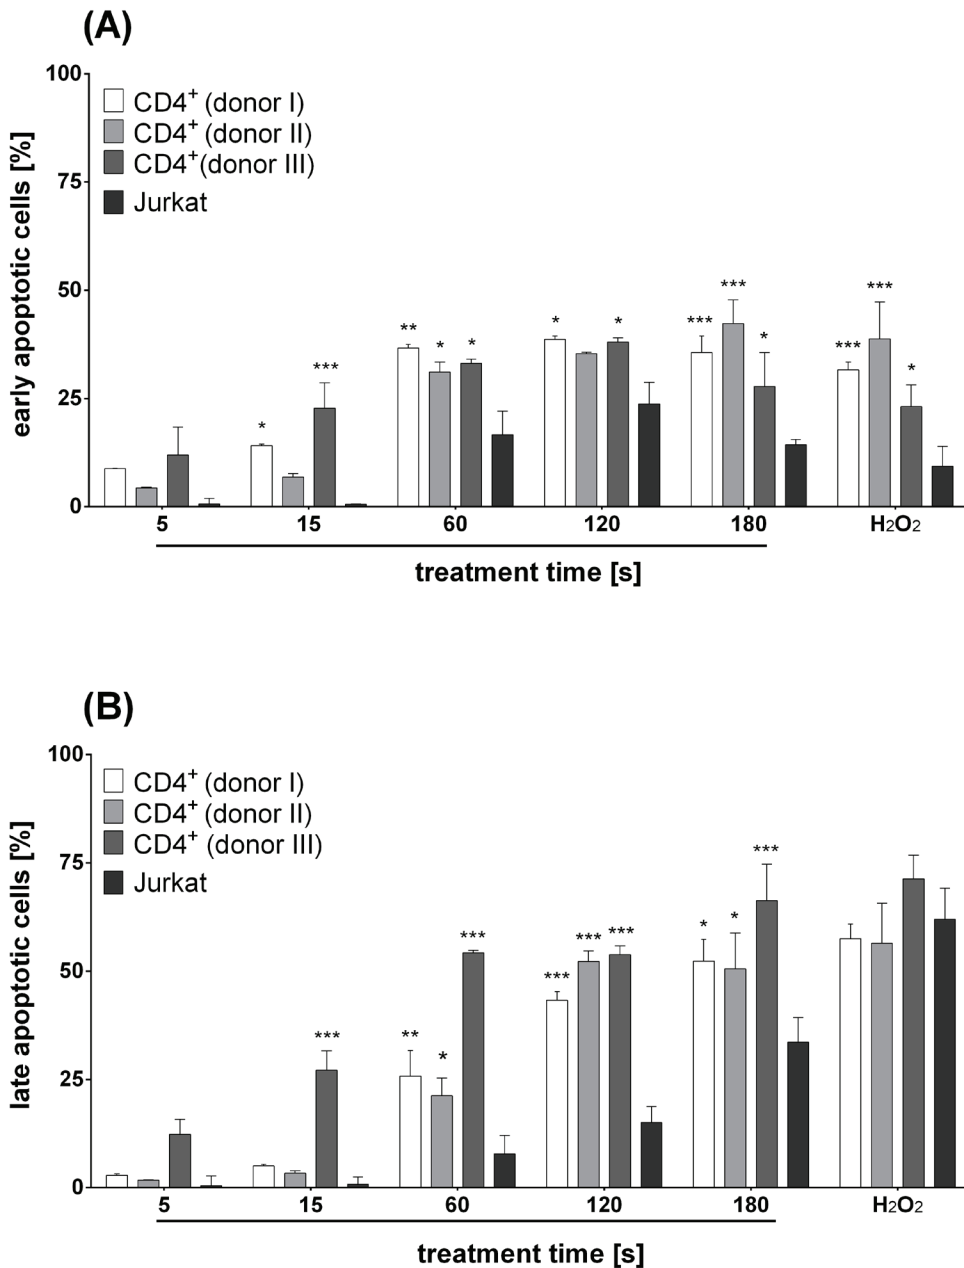 (A)
100
75
50
25
0
early apoptotic cells [%]
CD4⁺ (donor I)
CD4⁺ (donor II)
CD4⁺(donor III)
Jurkat
* *** ** * * * * *** *** * *** *** *
5 15 60 120 180 H₂O₂
treatment time [s]
(B)
100
75
50
25
0
late apoptotic cells [%]
CD4⁺ (donor I)
CD4⁺ (donor II)
CD4⁺ (donor III)
Jurkat
*** ** * *** *** *** *** * * ***
5 15 60 120 180 H₂O₂
treatment time [s]